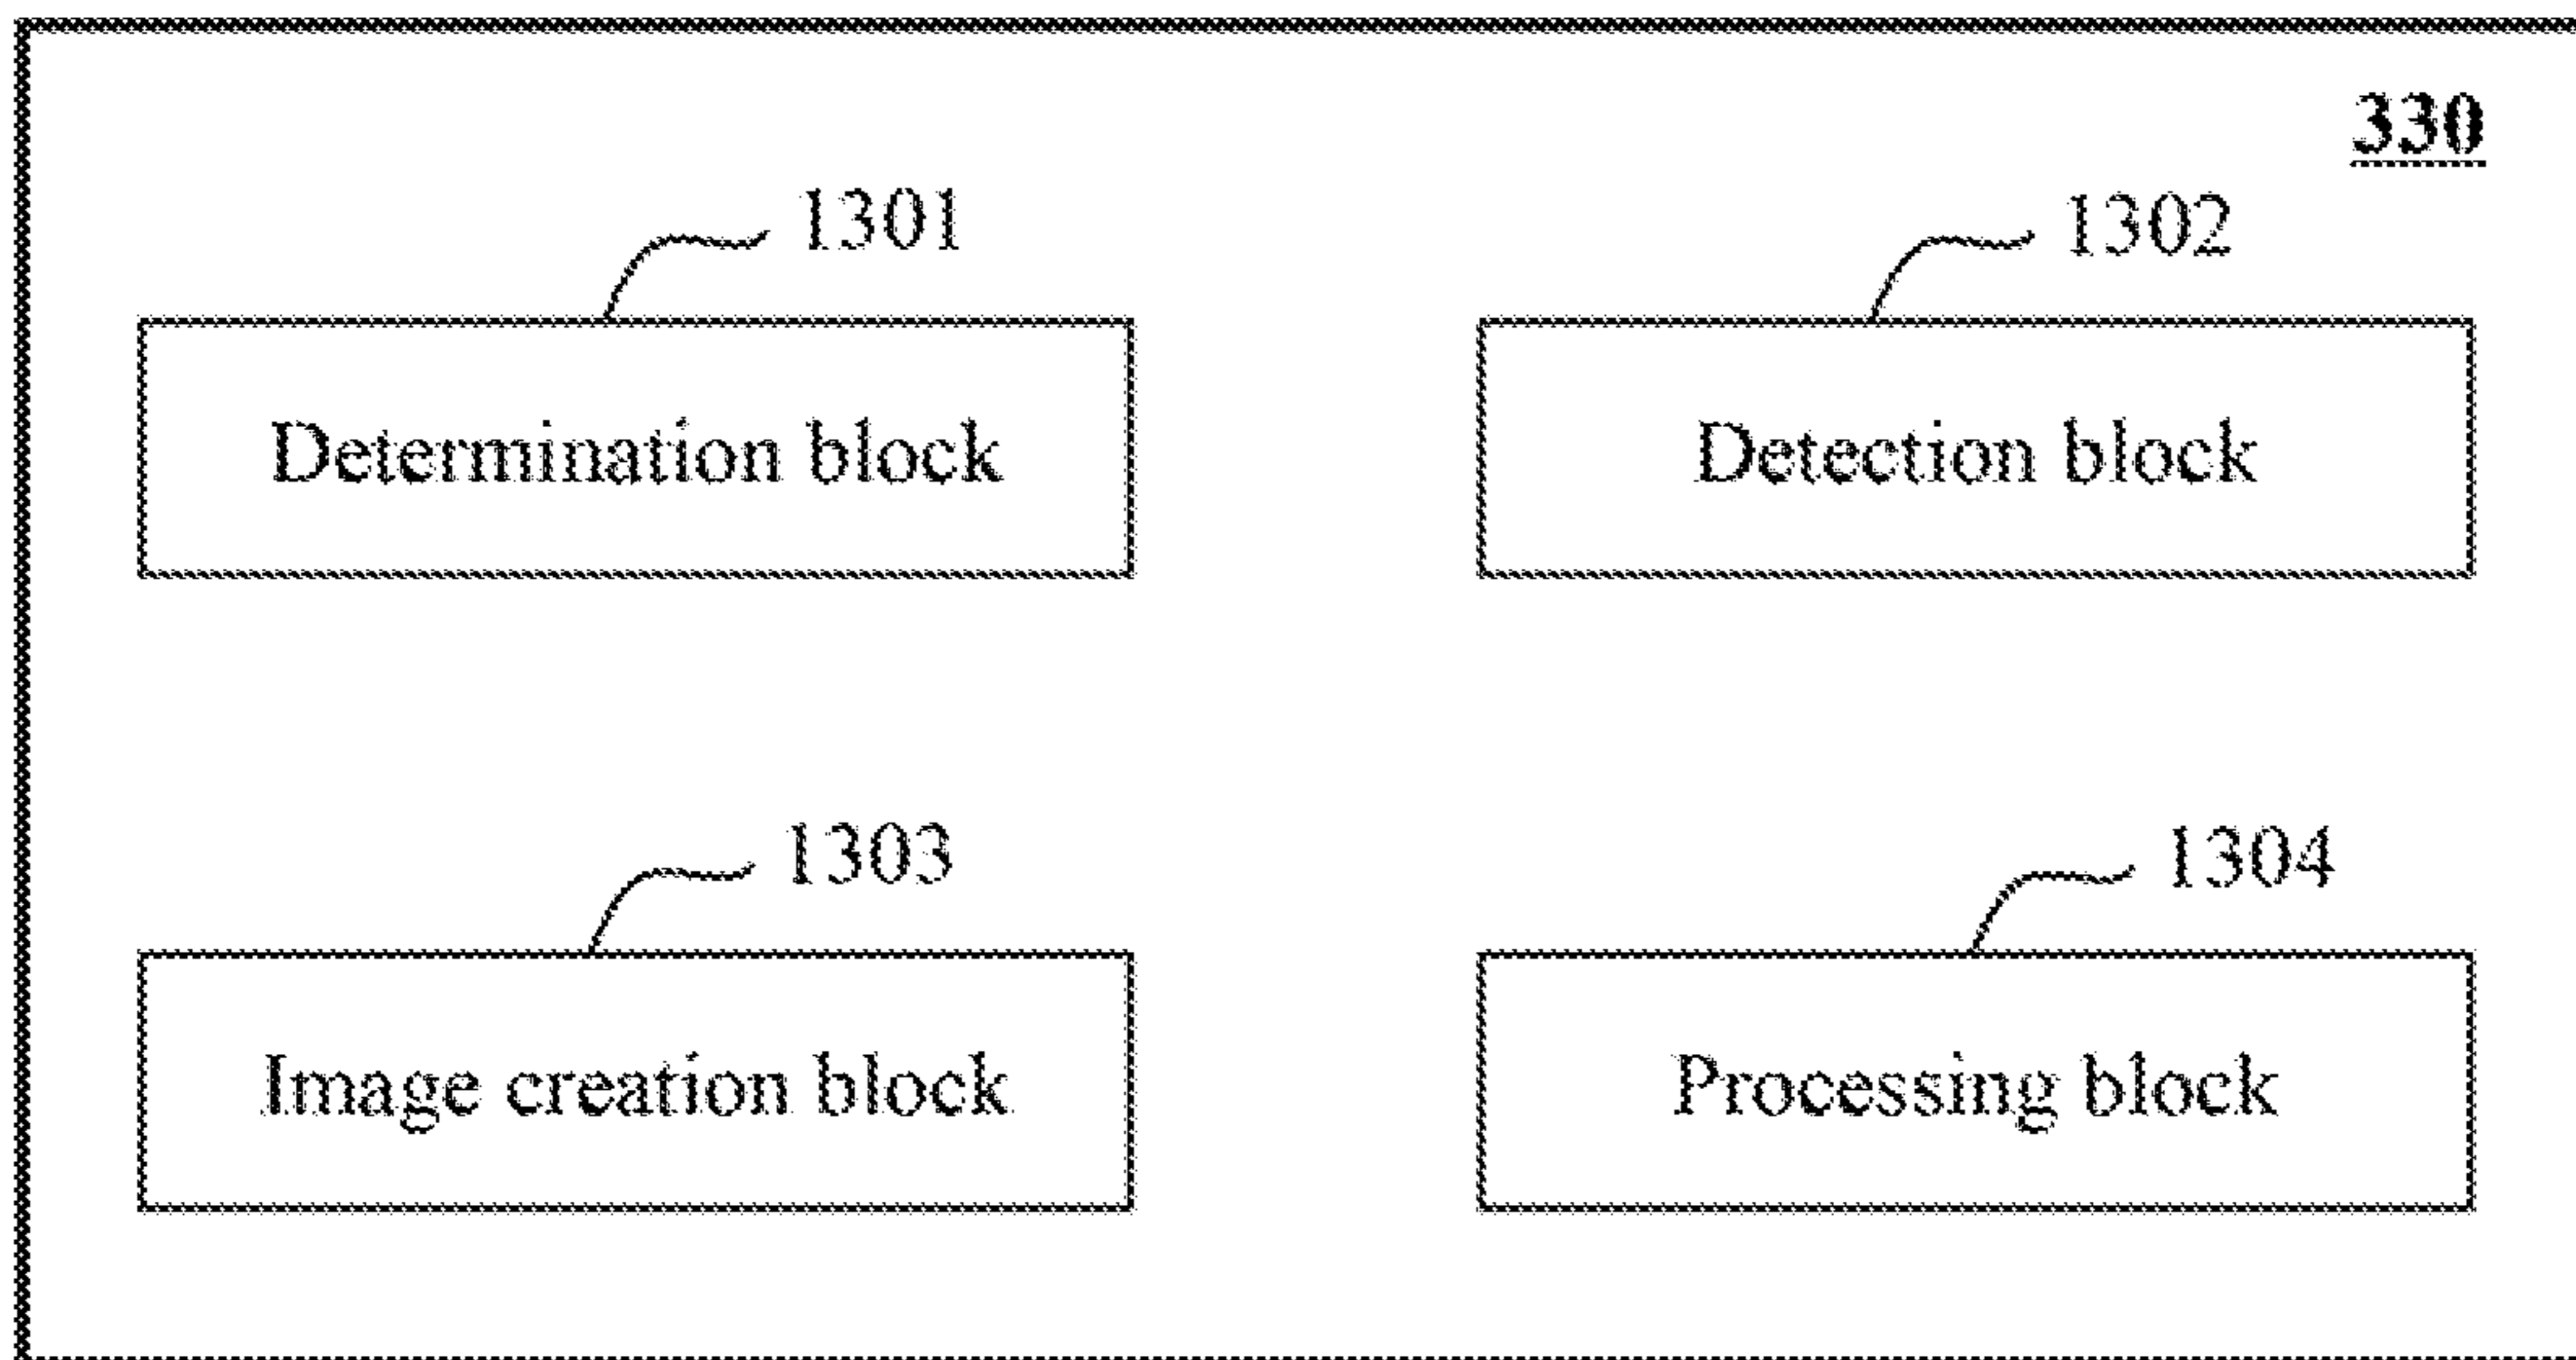 330
1301
1302
Determination block
Detection block
1303
1304
Image creation block
Processing block